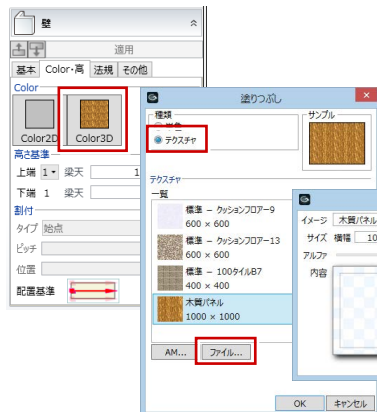 壁
適用
基本 Color・高 法規 その他
Color
Color2D Color3D
高さ基準
上端 1 梁天 1
下端 1 梁天
割付
タイプ 始点
ピッチ
位置
配置基準
塗りつぶし
種類
テクスチャ
サンプル
テクスチャ
一覧
標準 － クッションフロアー9
600 × 600
標準 － クッションフロアー13
600 × 600
標準 － 100タイルB7
400 × 400
木質パネル
1000 × 1000
AM... ファイル...
OK キャンセル
イメージ 木質パネル
サイズ 横幅 10
アルファ
内容